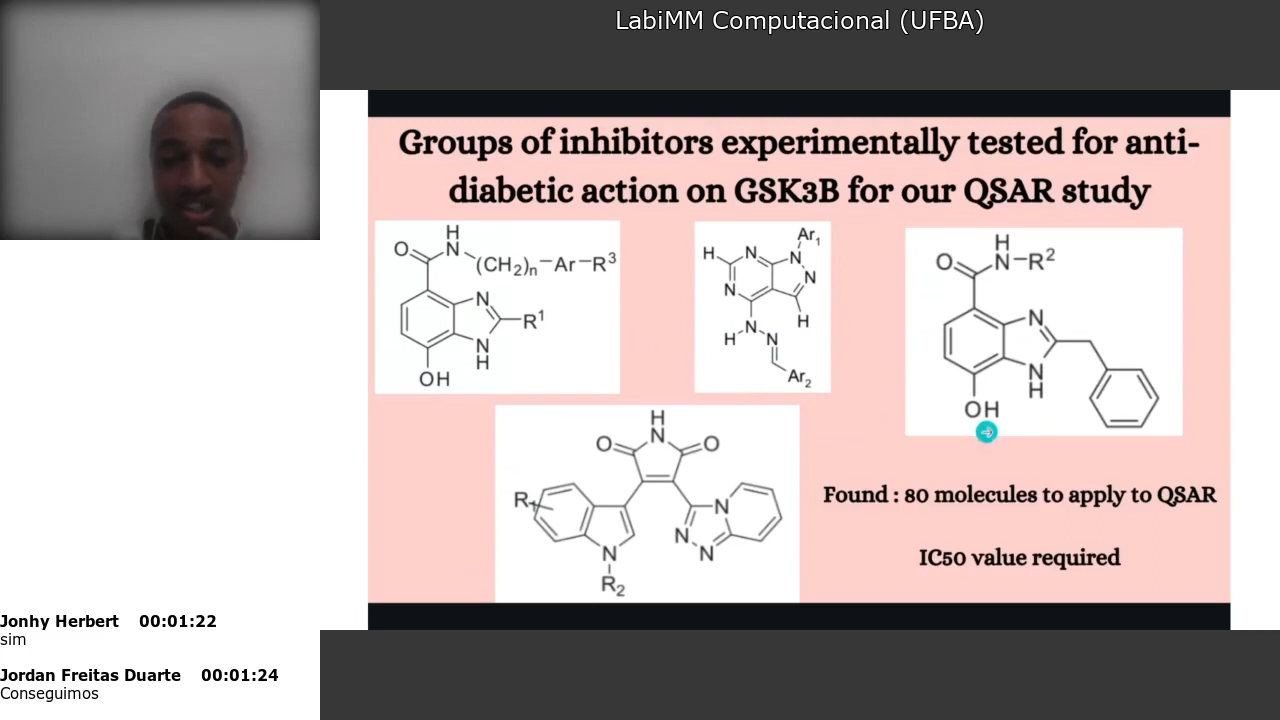 LabiMM Computacional (UFBA)
Groups of inhibitors experimentally tested for anti-
diabetic action on GSK3B for our QSAR study
H
O
N
(CH2)n–Ar–R³
N
R¹
N
H
OH
Ar1
H
N
N
N
N
H
N
H
N
Ar2
H
O
N–R²
N
N
H
OH
H
N
O
O
R1
N
N
N
N
R2
Found : 80 molecules to apply to QSAR
IC50 value required
Jonhy Herbert 00:01:22
sim
Jordan Freitas Duarte 00:01:24
Conseguimos